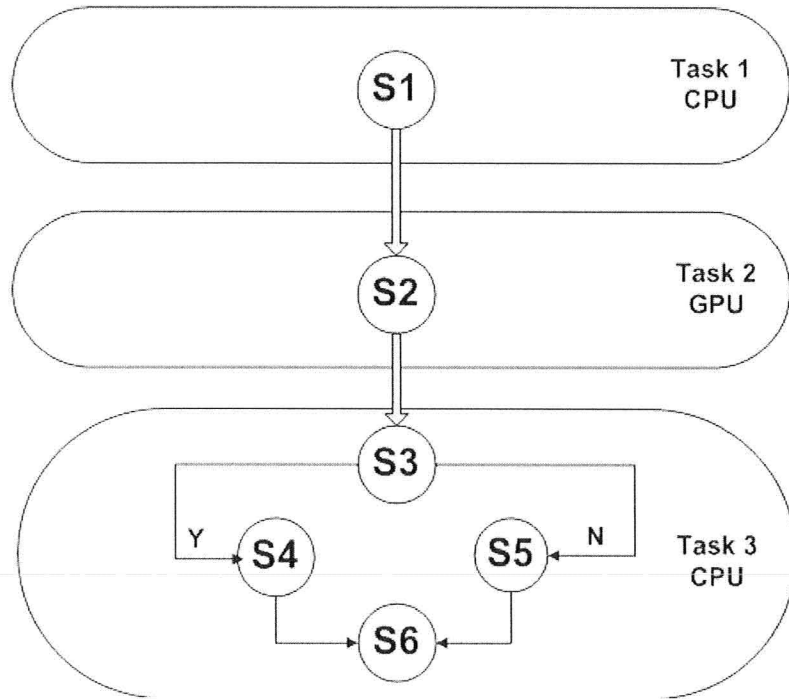 S1
Task 1
CPU
S2
Task 2
GPU
S3
Y
N
S4
S5
Task 3
CPU
S6